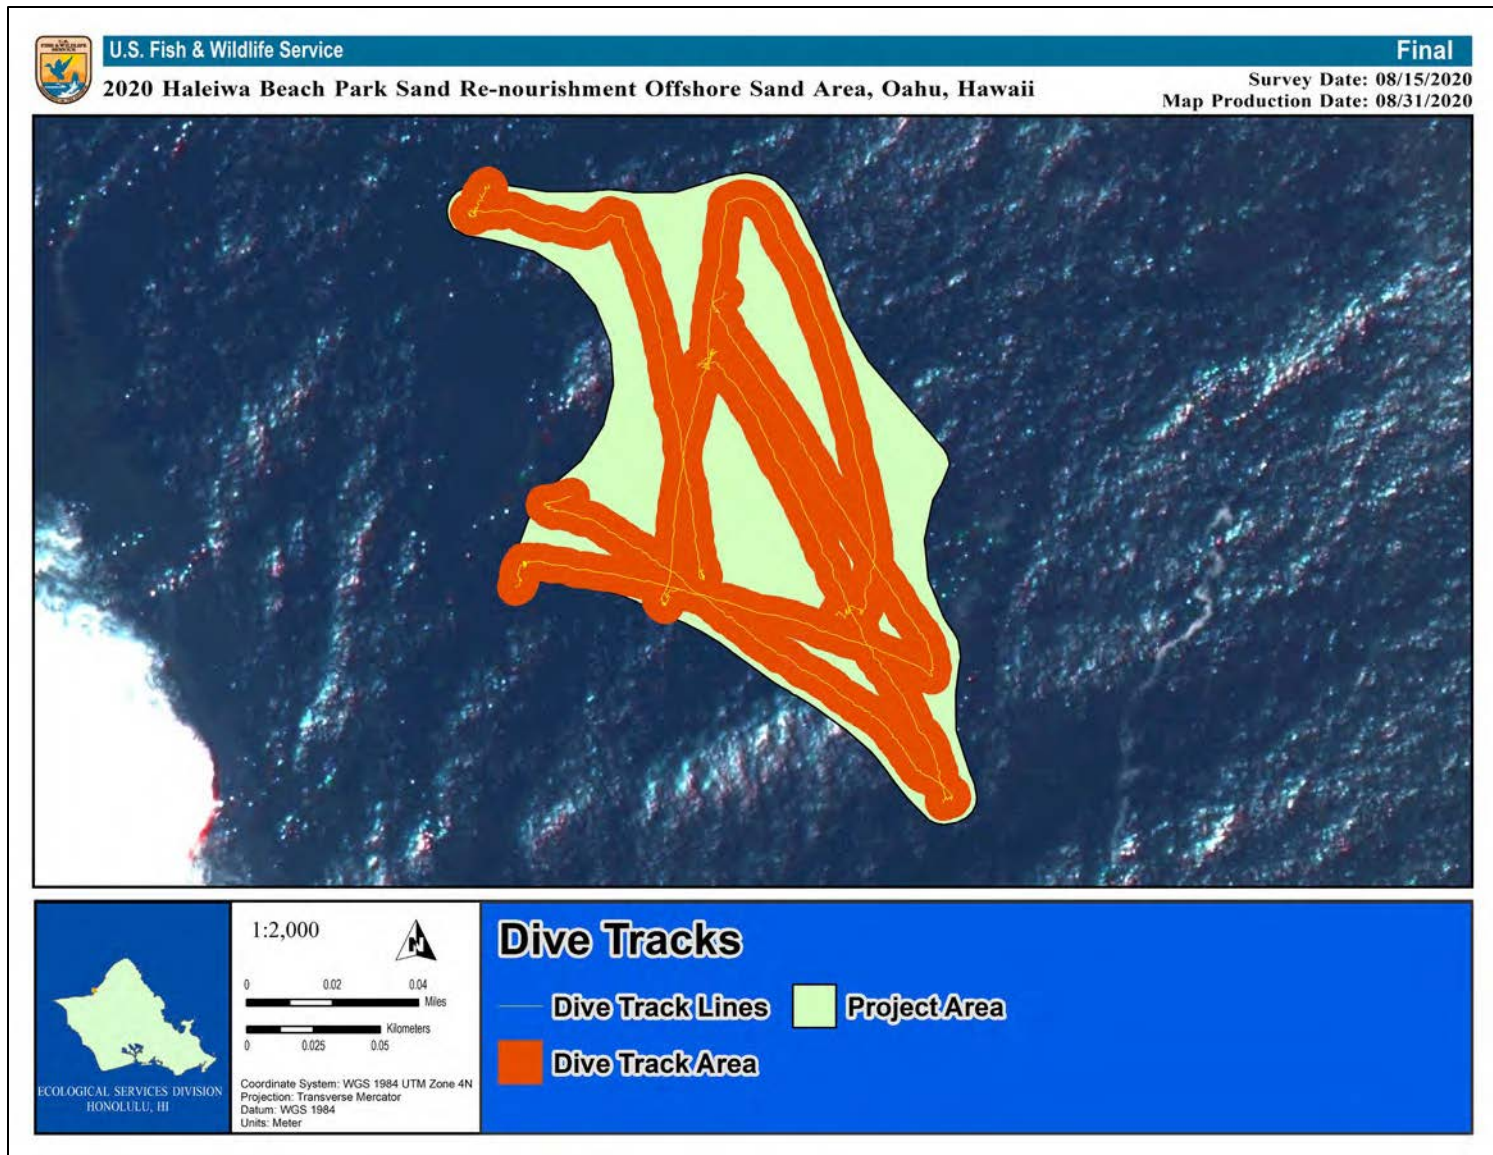 U.S.
FISH & WILDLIFE
SERVICE
U.S. Fish & Wildlife Service
Final
2020 Haleiwa Beach Park Sand Re-nourishment Offshore Sand Area, Oahu, Hawaii
Survey Date: 08/15/2020
Map Production Date: 08/31/2020
ECOLOGICAL SERVICES DIVISION
HONOLULU, HI
1:2,000
N
0 0.02 0.04
Miles
Kilometers
0 0.025 0.05
Coordinate System: WGS 1984 UTM Zone 4N
Projection: Transverse Mercator
Datum: WGS 1984
Units: Meter
Dive Tracks
Dive Track Lines
Project Area
Dive Track Area